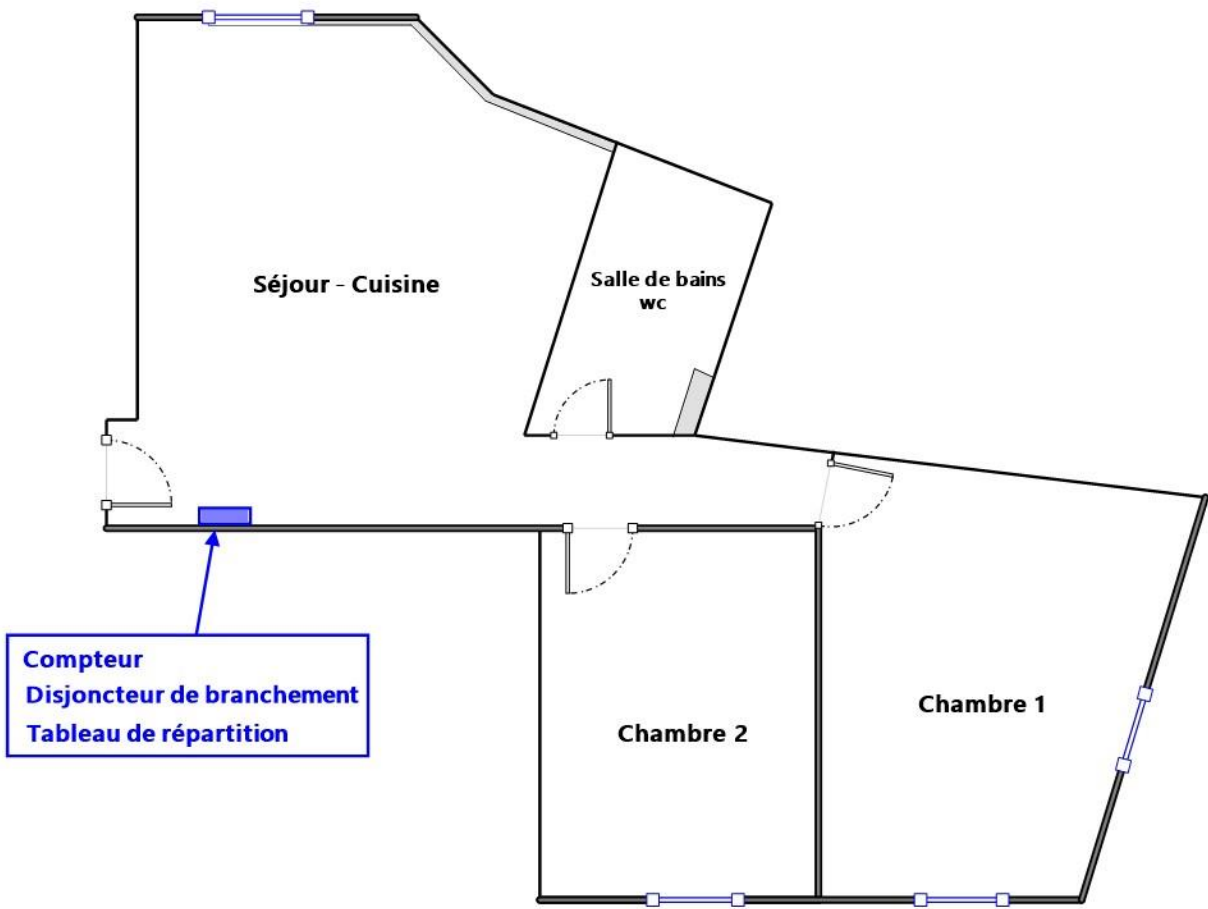 Séjour - Cuisine
Salle de bains
wc
Compteur
Disjoncteur de branchement
Tableau de répartition
Chambre 2
Chambre 1